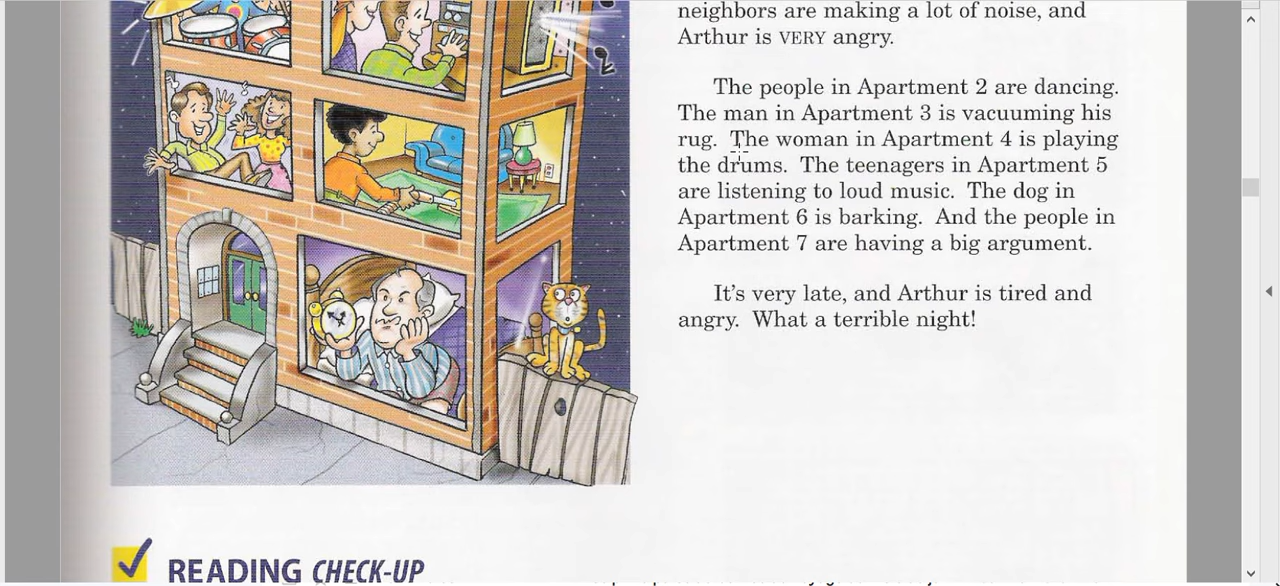 neighbors are making a lot of noise, and
Arthur is VERY angry.
The people in Apartment 2 are dancing.
The man in Apartment 3 is vacuuming his
rug. The woman in Apartment 4 is playing
the drums. The teenagers in Apartment 5
are listening to loud music. The dog in
Apartment 6 is barking. And the people in
Apartment 7 are having a big argument.
It's very late, and Arthur is tired and
angry. What a terrible night!
READING CHECK-UP